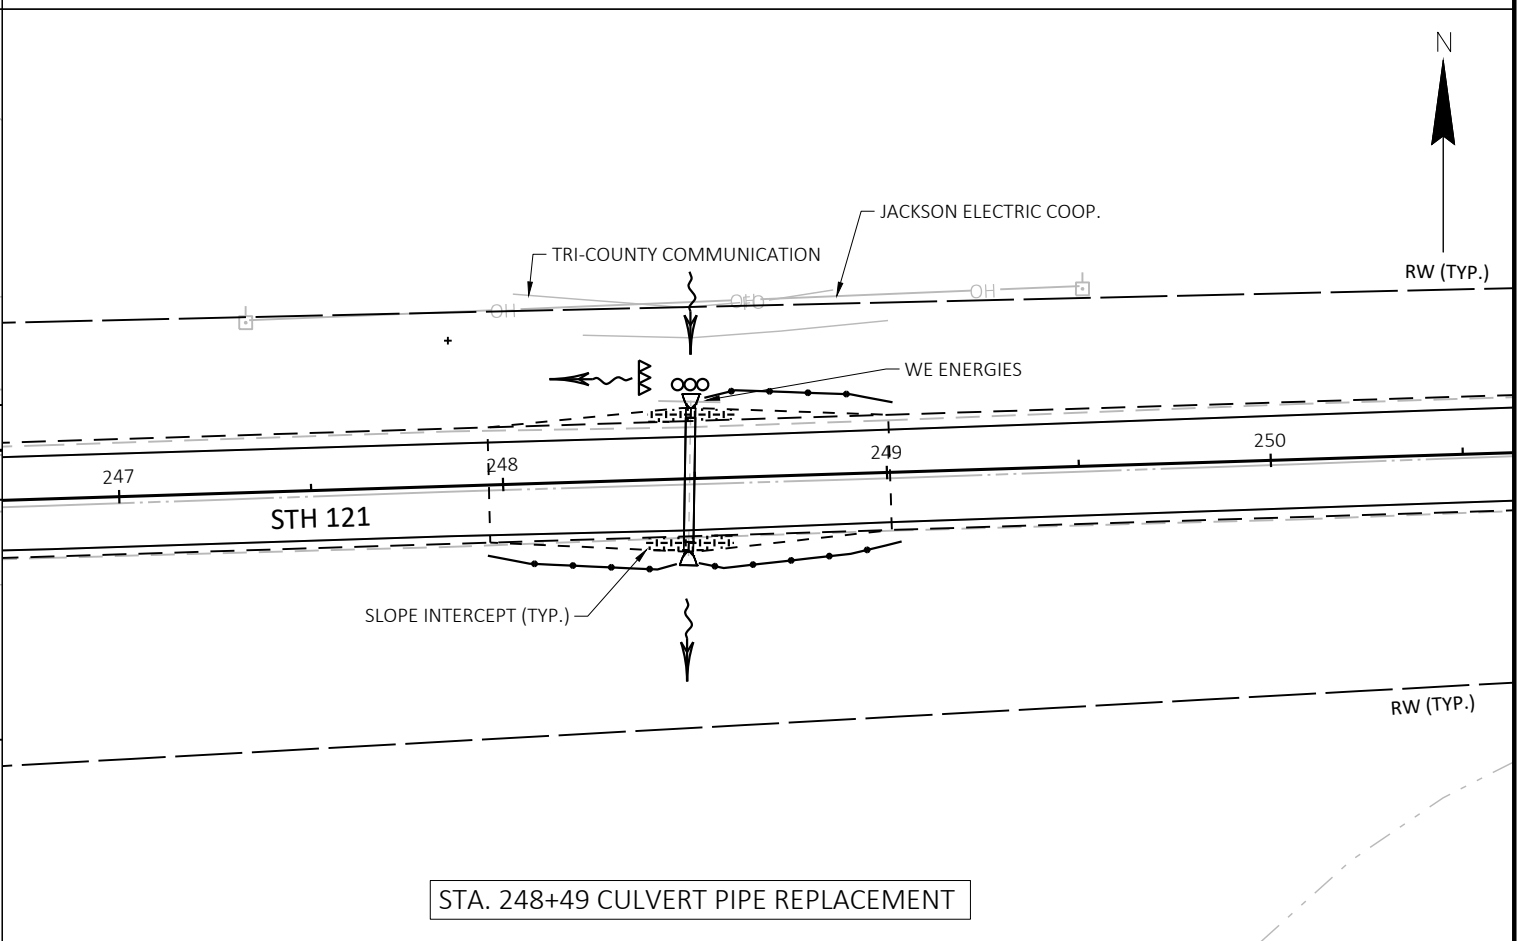 N
JACKSON ELECTRIC COOP.
TRI-COUNTY COMMUNICATION
RW (TYP.)
OH
OH
WE ENERGIES
247
248
249
250
STH 121
SLOPE INTERCEPT (TYP.)
RW (TYP.)
STA. 248+49 CULVERT PIPE REPLACEMENT